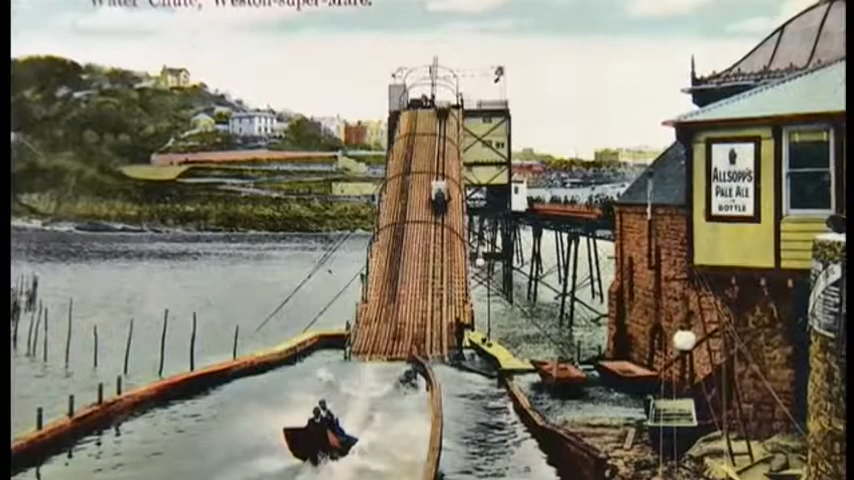 Water Chute, Weston-super-Mare.
ALLSOPP'S
PALE ALE
IN
BOTTLE